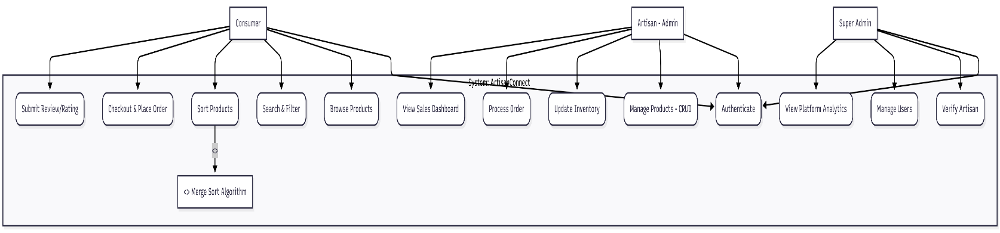 Consumer
Artisan - Admin
Super Admin
System: ArtisanConnect
Submit Review/Rating
Checkout & Place Order
Sort Products
Search & Filter
Browse Products
View Sales Dashboard
Process Order
Update Inventory
Manage Products - CRUD
Authenticate
View Platform Analytics
Manage Users
Verify Artisan
<>
<> Merge Sort Algorithm